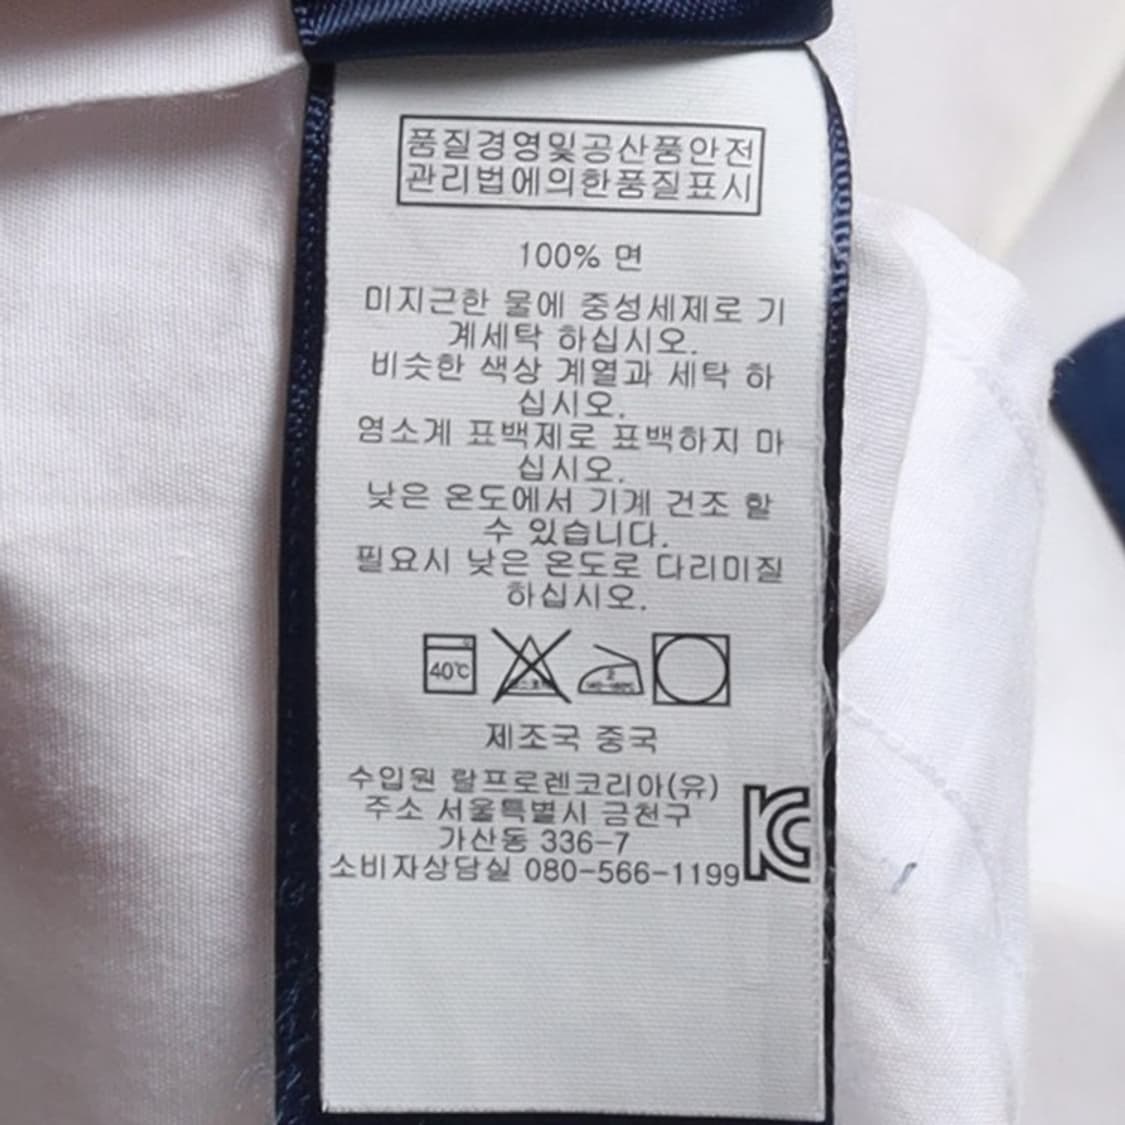 품질경영및공산품안전
관리법에의한품질표시
100% 면
미지근한 물에 중성세제로 기
계세탁 하십시오.
비슷한 색상 계열과 세탁 하
십시오.
염소계 표백제로 표백하지 마
십시오.
낮은 온도에서 기계 건조 할
수 있습니다.
필요시 낮은 온도로 다리미질
하십시오.
40℃
2
제조국 중국
수입원 랄프로렌코리아(유)
주소 서울특별시 금천구
가산동 336-7
소비자상담실 080-566-1199